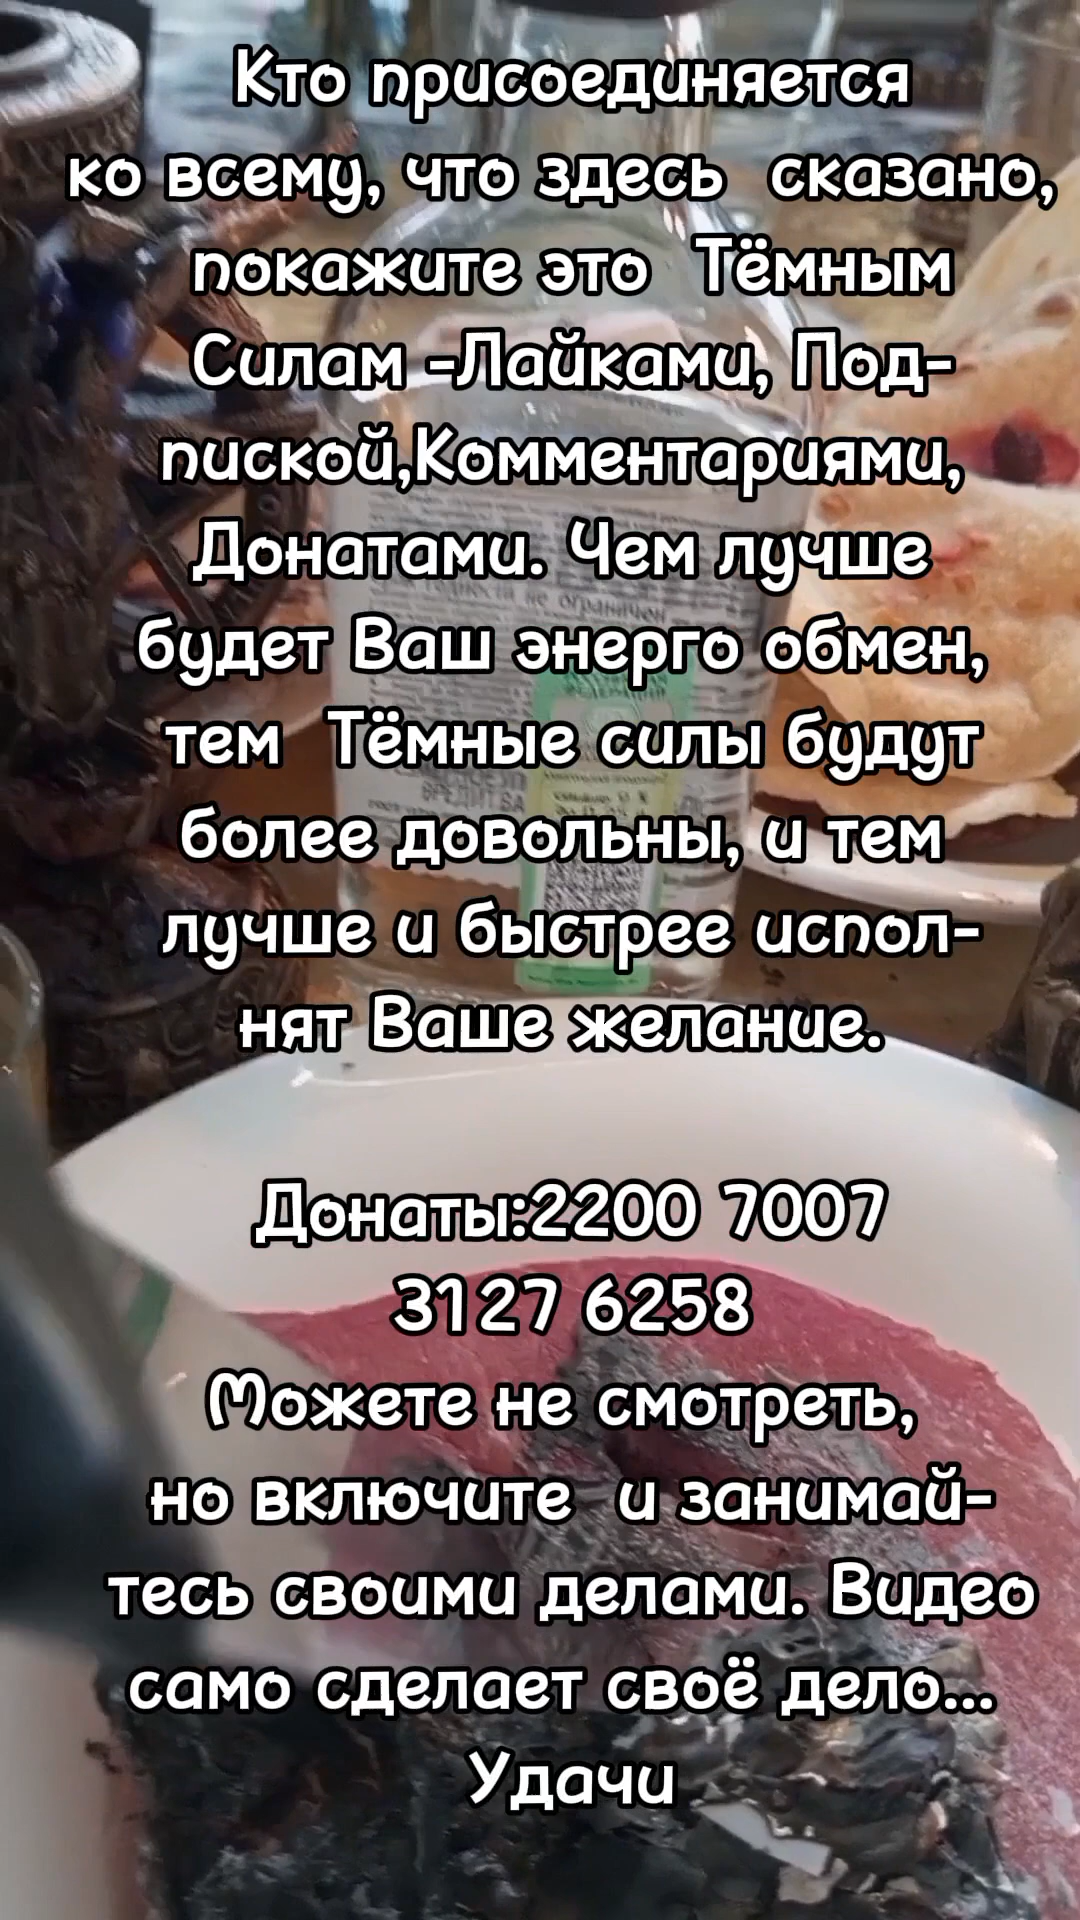 Кто присоединяется
ко всему, что здесь сказано,
покажите это Тёмным
Силам -Лайками, Под-
пиской,Комментариями,
Донатами. Чем лучше
будет Ваш энерго обмен,
тем Тёмные силы будут
более довольны, и тем
лучше и быстрее испол-
нят Ваше желание.
Донаты:2200 7007
3127 6258
Можете не смотреть,
но включите и занимай-
тесь своими делами. Видео
само сделает своё дело...
Удачи